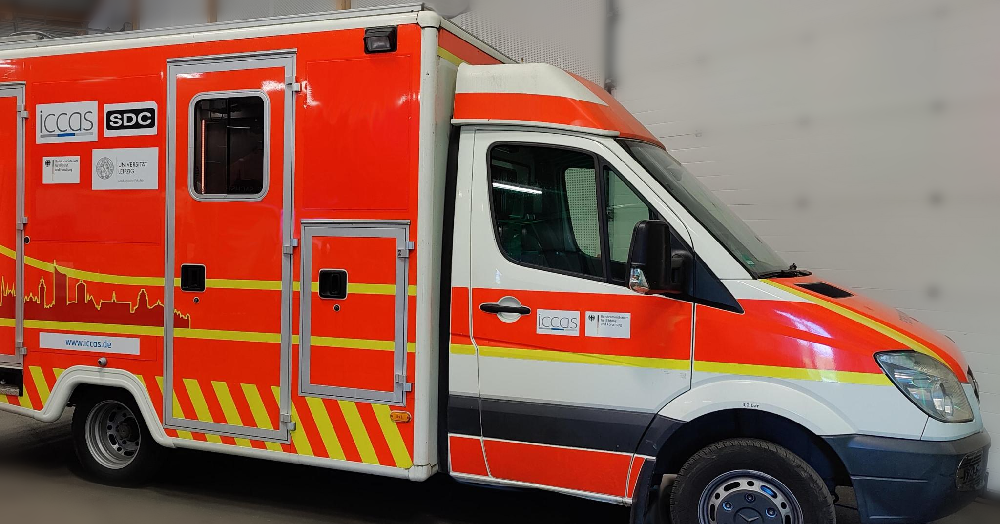 iccas
SDC
Bundesministerium
für Bildung
und Forschung
UNIVERSITÄT
LEIPZIG
Medizinische Fakultät
www.iccas.de
iccas
Bundesministerium
für Bildung
und Forschung
4,2 bar